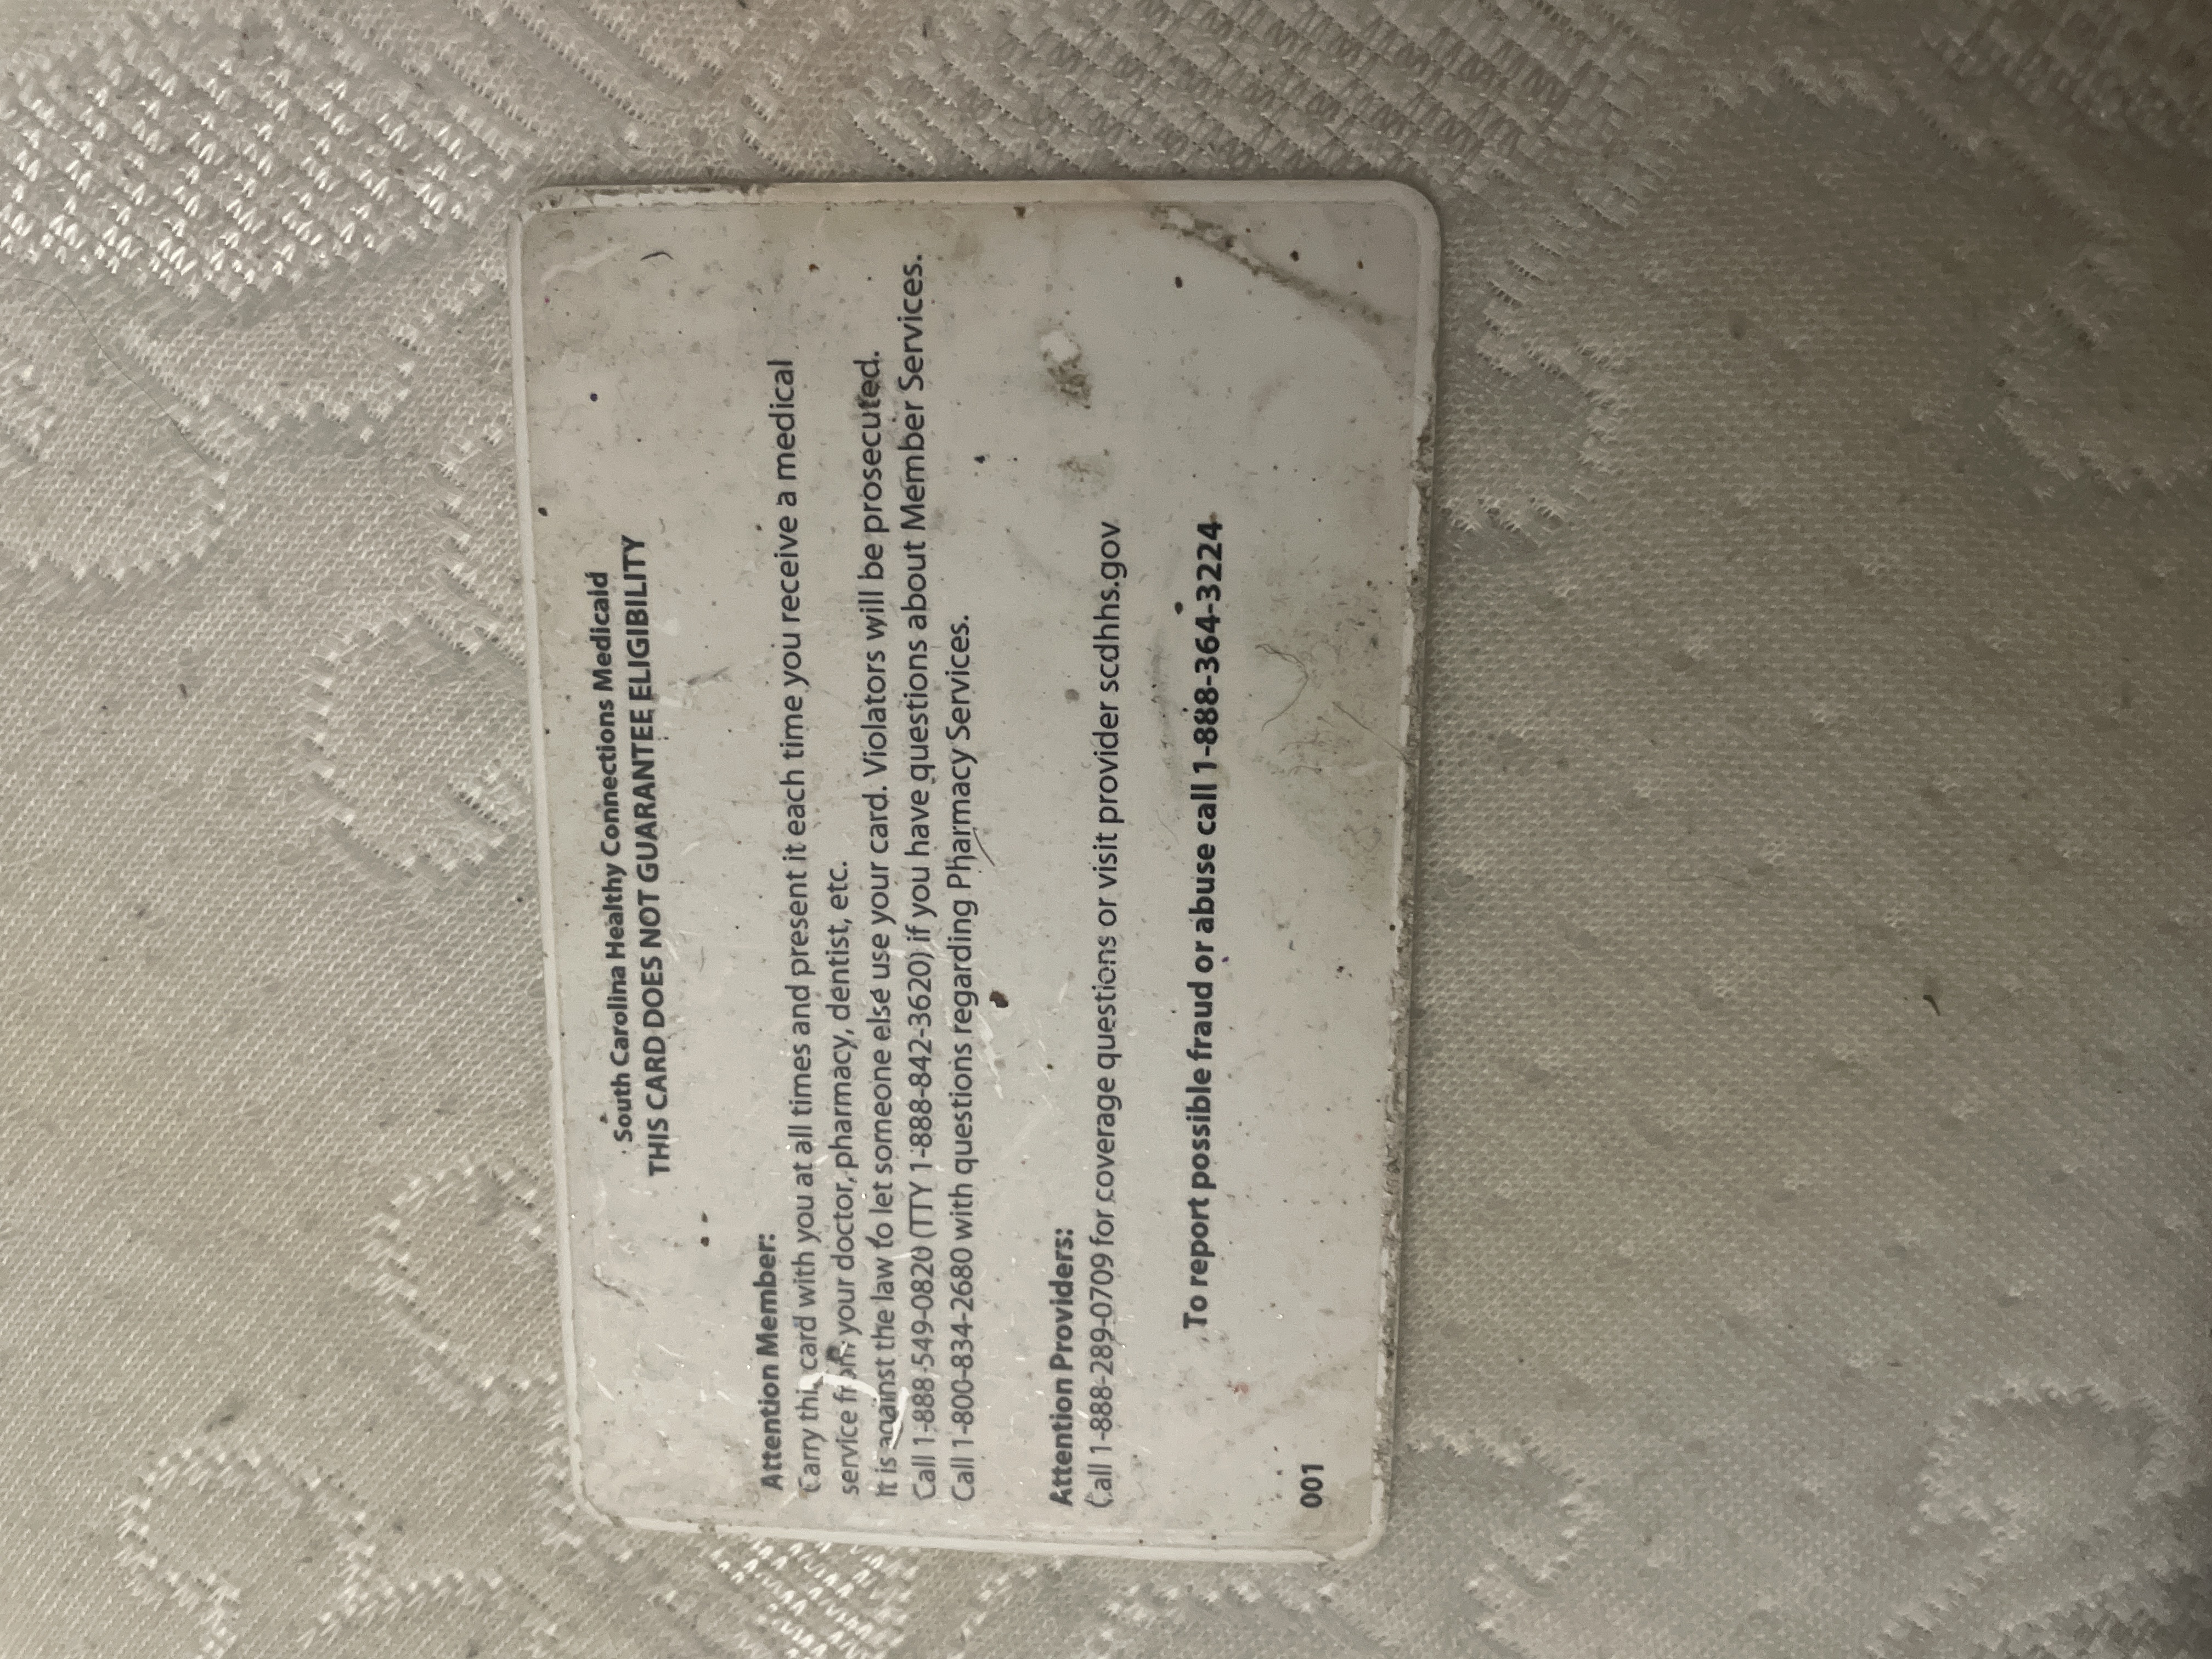 South Carolina Healthy Connections Medicaid
THIS CARD DOES NOT GUARANTEE ELIGIBILITY
Attention Member:
Carry this card with you at all times and present it each time you receive a medical
service from your doctor, pharmacy, dentist, etc.
It is against the law to let someone else use your card. Violators will be prosecuted.
Call 1-888-549-0820 (TTY 1-888-842-3620) if you have questions about Member Services.
Call 1-800-834-2680 with questions regarding Pharmacy Services.
Attention Providers:
Call 1-888-289-0709 for coverage questions or visit provider scdhhs.gov
To report possible fraud or abuse call 1-888-364-3224
001